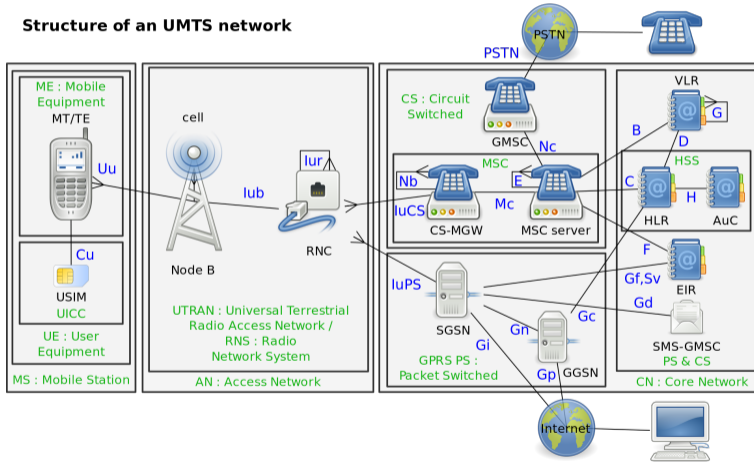 Structure of an UMTS network
PSTN
PSTN
ME : Mobile
Equipment
MT/TE
Uu
Cu
USIM
UICC
UE : User
Equipment
MS : Mobile Station
cell
Node B
Iub
Iur
RNC
UTRAN : Universal Terrestrial
Radio Access Network /
RNS : Radio
Network System
AN : Access Network
CS : Circuit
Switched
GMSC
Nc
MSC
Nb
E
IuCS
Mc
CS-MGW
MSC server
IuPS
SGSN
Gn
Gi
Gp
GGSN
Gc
GPRS PS :
Packet Switched
VLR
G
B
D
HSS
C
H
HLR
AuC
F
Gf,Sv
EIR
Gd
SMS-GMSC
PS & CS
CN : Core Network
Internet